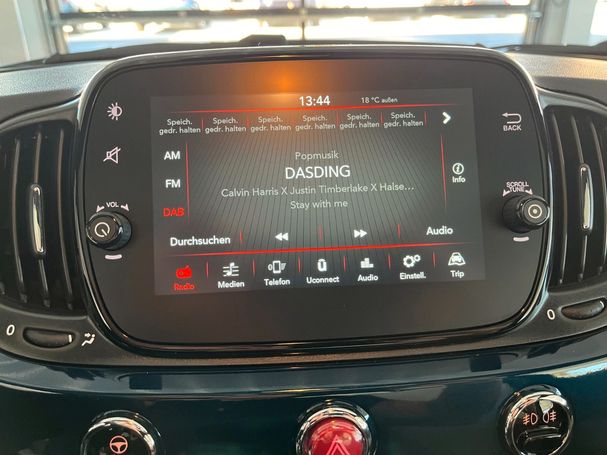 13:44 18 °C außen
Speich. Speich. Speich. Speich. Speich. Speich.
gedr. halten gedr. halten gedr. halten gedr. halten gedr. halten gedr. halten
BACK
AM
Popmusik
DASDING
Info
FM
Calvin Harris X Justin Timberlake X Halse...
Stay with me
DAB
VOL
SCROLL
TUNE
Durchsuchen Audio
Radio Medien Telefon Uconnect Audio Einstell. Trip
0 0